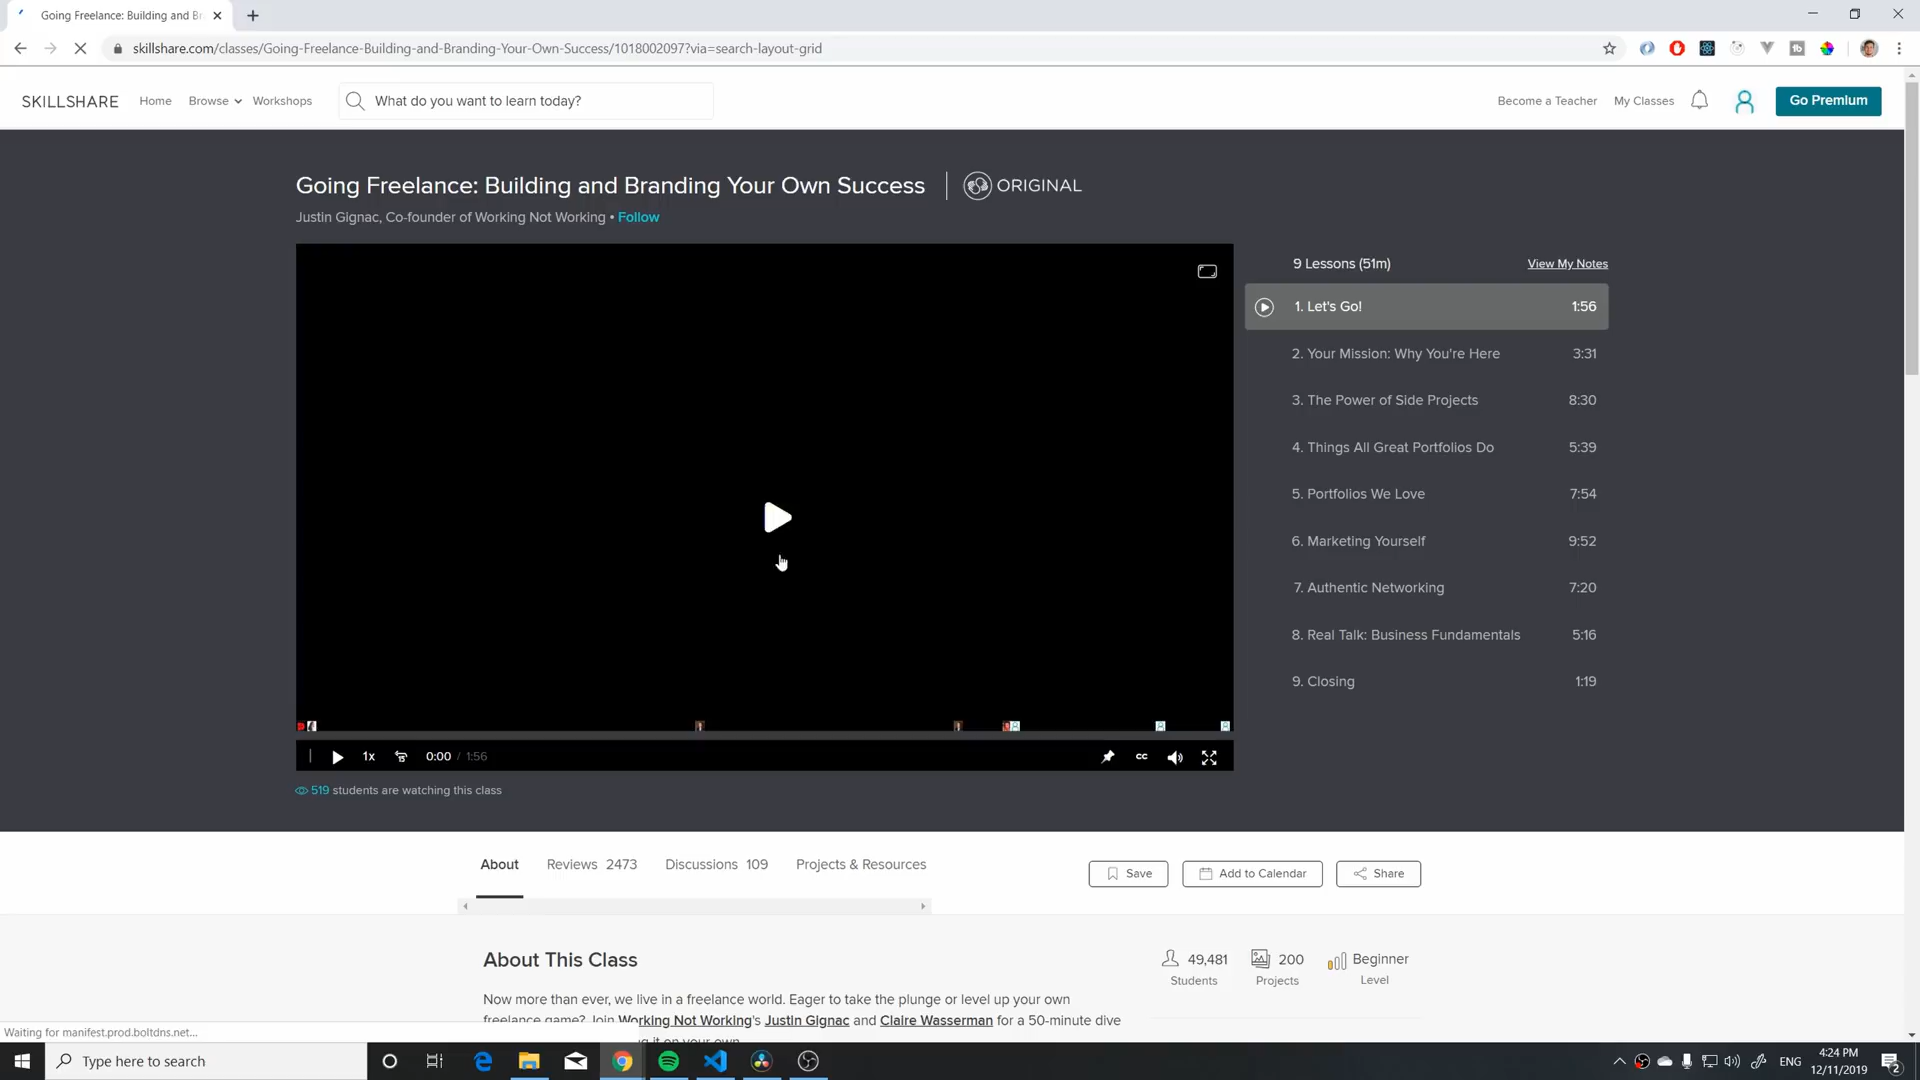 Going Freelance: Building and Br
skillshare.com/classes/Going-Freelance-Building-and-Branding-Your-Own-Success/1018002097?via=search-layout-grid
SKILLSHARE Home Browse Workshops What do you want to learn today? Become a Teacher My Classes Go Premium
Going Freelance: Building and Branding Your Own Success ORIGINAL
Justin Gignac, Co-founder of Working Not Working • Follow
9 Lessons (51m) View My Notes
1. Let's Go! 1:56
2. Your Mission: Why You're Here 3:31
3. The Power of Side Projects 8:30
4. Things All Great Portfolios Do 5:39
5. Portfolios We Love 7:54
6. Marketing Yourself 9:52
7. Authentic Networking 7:20
8. Real Talk: Business Fundamentals 5:16
9. Closing 1:19
1x 15 0:00 / 1:56 CC
519 students are watching this class
About Reviews 2473 Discussions 109 Projects & Resources Save Add to Calendar Share
About This Class
49,481 200 Beginner
Students Projects Level
Now more than ever, we live in a freelance world. Eager to take the plunge or level up your own
freelance game? Join Working Not Working's Justin Gignac and Claire Wasserman for a 50-minute dive
it on your own.
Waiting for manifest.prod.boltdns.net...
Type here to search ENG 4:24 PM
12/11/2019 2